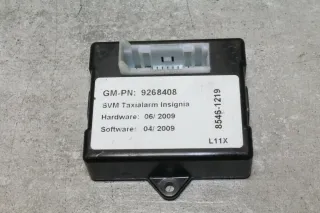 GM-PN: 9268408
SVM Taxialarm Insignia
Hardware: 06/ 2009
Software: 04/ 2009
8546-1219
L11X